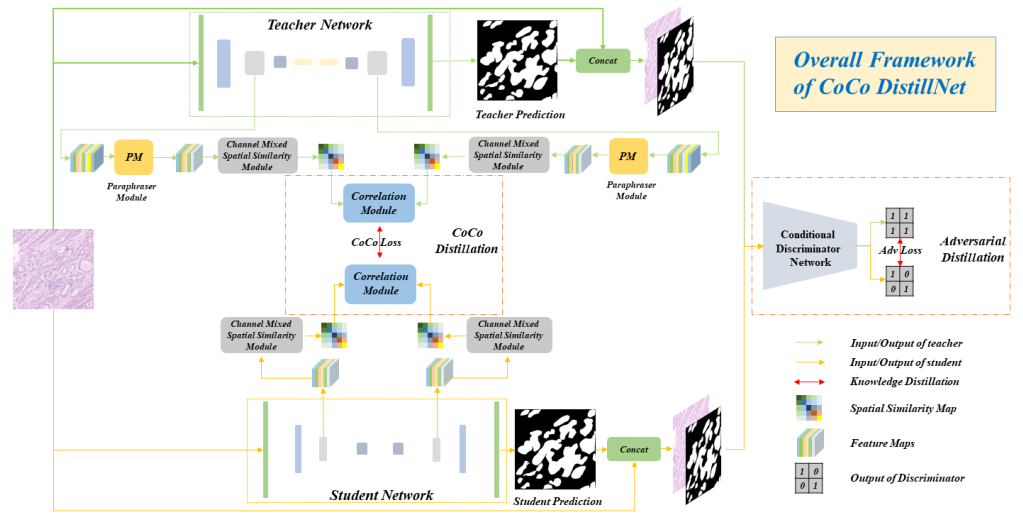 Teacher Network
Teacher Prediction
Concat
Overall Framework
of CoCo DistillNet
PM
Paraphraser
Module
Channel Mixed
Spatial Similarity
Module
Channel Mixed
Spatial Similarity
Module
PM
Paraphraser
Module
Correlation
Module
CoCo Loss
CoCo
Distillation
Correlation
Module
Conditional
Discriminator
Network
1 1
1 1
Adv Loss
1 0
0 1
Adversarial
Distillation
Channel Mixed
Spatial Similarity
Module
Channel Mixed
Spatial Similarity
Module
Input/Output of teacher
Input/Output of student
Knowledge Distillation
Spatial Similarity Map
Feature Maps
1 0
0 1
Output of Discriminator
Student Network
Student Prediction
Concat